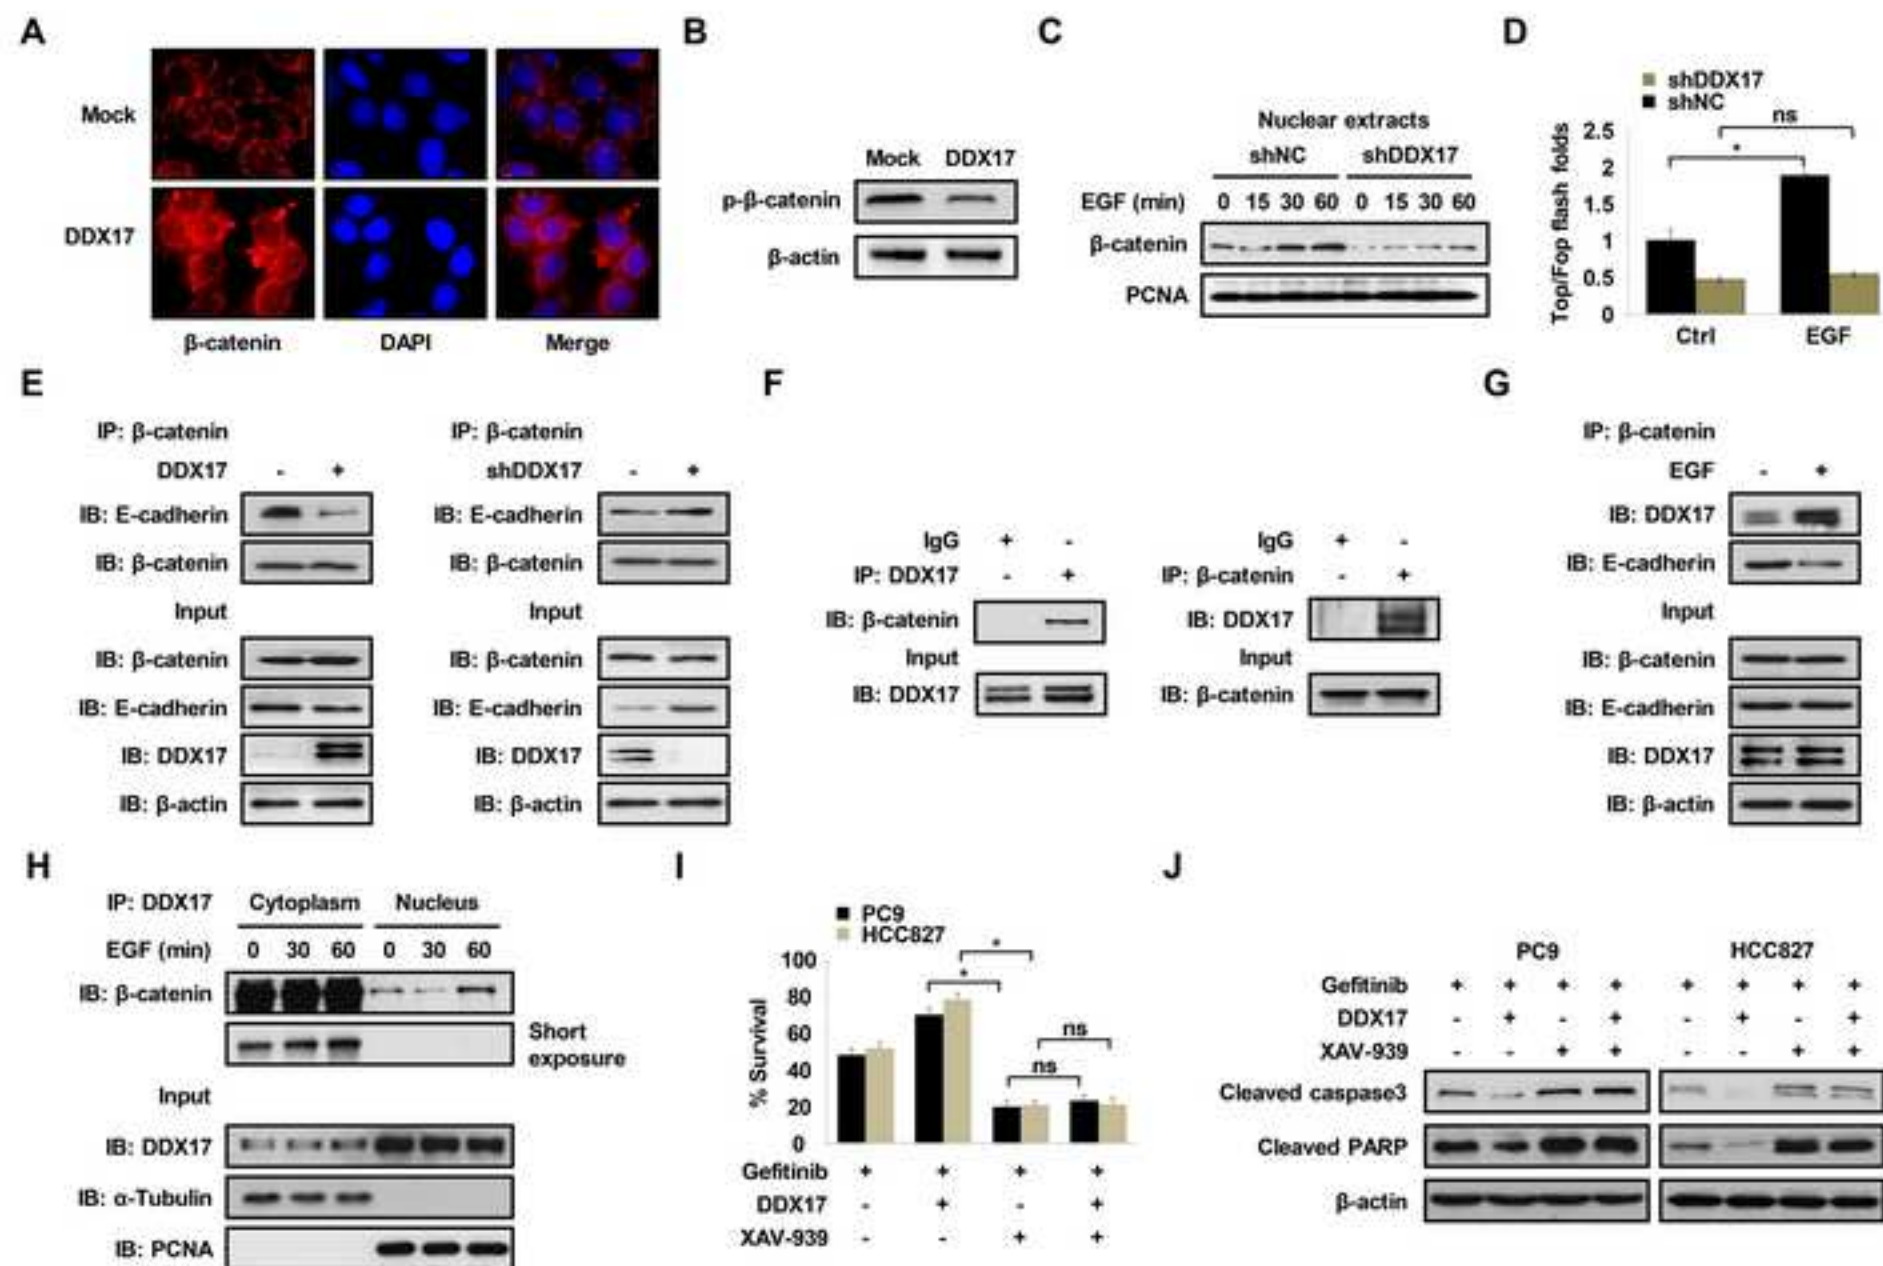 A
Mock
DDX17
β-catenin DAPI Merge
B
Mock DDX17
p-β-catenin
β-actin
C
Nuclear extracts
shNC shDDX17
EGF (min) 0 15 30 60 0 15 30 60
β-catenin
PCNA
D
shDDX17
shNC
Top/Fop flash folds
2.5
2
1.5
1
0.5
0
ns
*
Ctrl EGF
E
IP: β-catenin
DDX17 - +
IB: E-cadherin
IB: β-catenin
Input
IB: β-catenin
IB: E-cadherin
IB: DDX17
IB: β-actin
IP: β-catenin
shDDX17 - +
IB: E-cadherin
IB: β-catenin
Input
IB: β-catenin
IB: E-cadherin
IB: DDX17
IB: β-actin
F
IgG + -
IP: DDX17 - +
IB: β-catenin
Input
IB: DDX17
IgG + -
IP: β-catenin - +
IB: DDX17
Input
IB: β-catenin
G
IP: β-catenin
EGF - +
IB: DDX17
IB: E-cadherin
Input
IB: β-catenin
IB: E-cadherin
IB: DDX17
IB: β-actin
H
IP: DDX17 Cytoplasm Nucleus
EGF (min) 0 30 60 0 30 60
IB: β-catenin
Short
exposure
Input
IB: DDX17
IB: α-Tubulin
IB: PCNA
I
PC9
HCC827
% Survival
100
80
60
40
20
0
*
*
ns
ns
Gefitinib + + + +
DDX17 - + - +
XAV-939 - - + +
J
PC9 HCC827
Gefitinib + + + + + + + +
DDX17 - + - + - + - +
XAV-939 - - + + - - + +
Cleaved caspase3
Cleaved PARP
β-actin